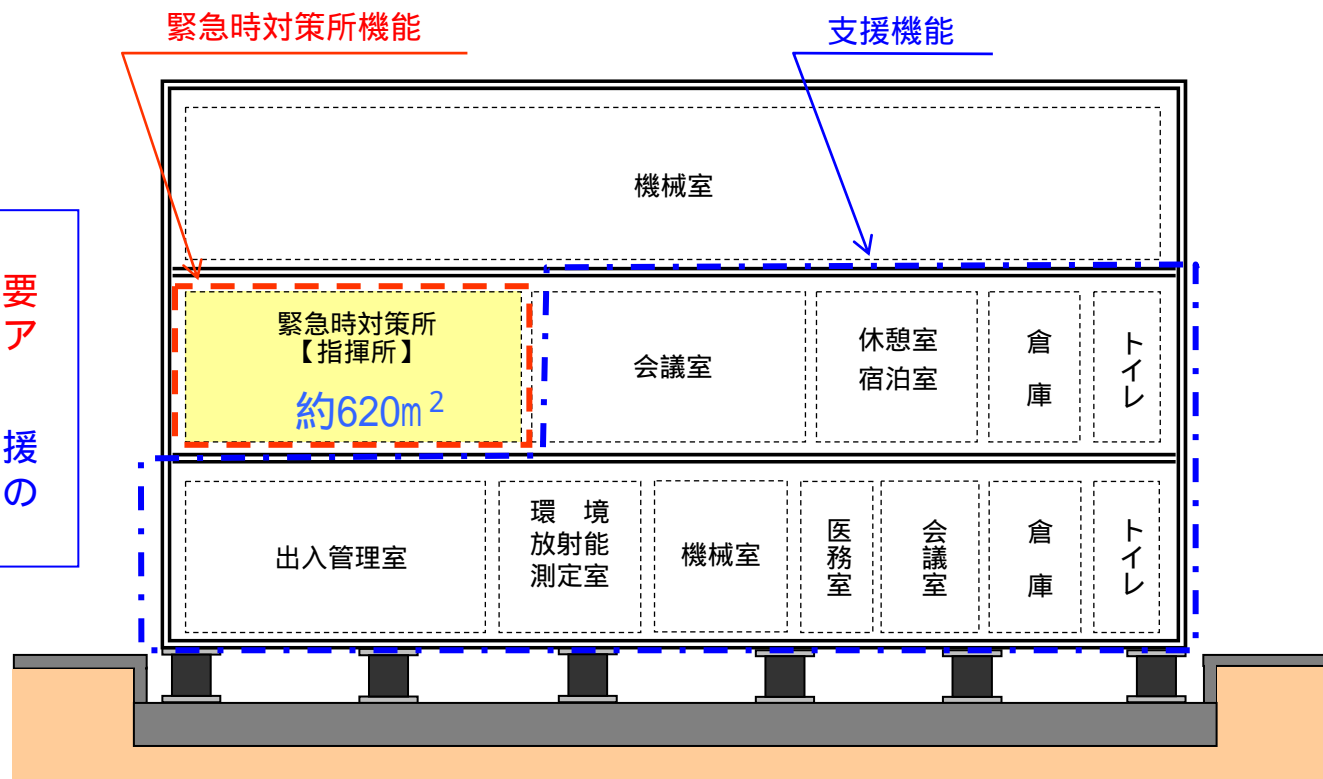 緊急時対策所機能
支援機能
機械室
要
ア
援
の
緊急時対策所
【指揮所】
約620m²
会議室
休憩室
宿泊室
倉庫
トイレ
出入管理室
環 境
放射能
測定室
機械室
医務室
会議室
倉庫
トイレ